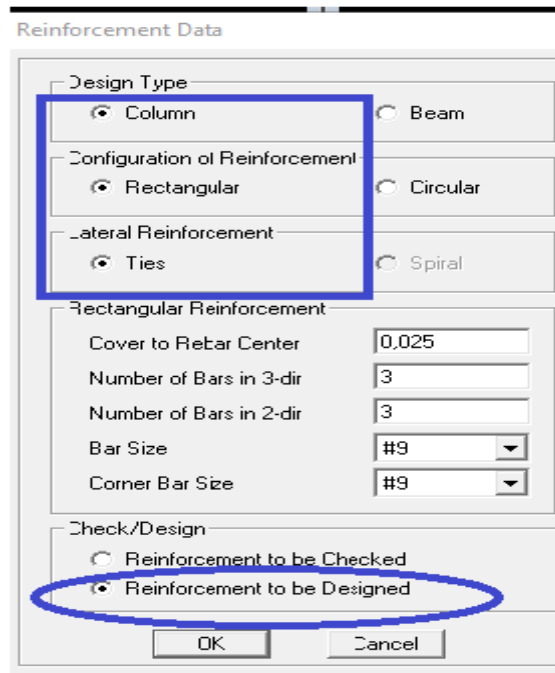 Reinforcement Data
Design Type
Column Beam
Configuration of Reinforcement
Rectangular Circular
Lateral Reinforcement
Ties Spiral
Rectangular Reinforcement
Cover to Rebar Center 0,025
Number of Bars in 3-dir 3
Number of Bars in 2-dir 3
Bar Size #9
Corner Bar Size #9
Check/Design
Reinforcement to be Checked
Reinforcement to be Designed
OK Cancel